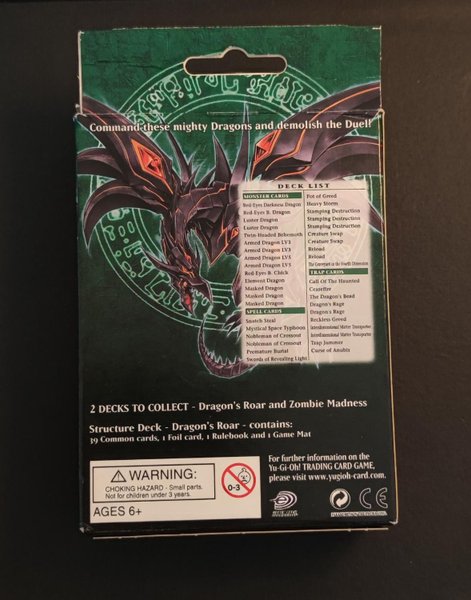 Command these mighty Dragons and demolish the Duel!
DECK LIST
MONSTER CARDS
Red-Eyes Darkness Dragon
Red-Eyes B. Dragon
Luster Dragon
Luster Dragon
Twin-Headed Behemoth
Armed Dragon LV3
Armed Dragon LV3
Armed Dragon LV5
Armed Dragon LV5
Red-Eyes B. Chick
Element Dragon
Masked Dragon
Masked Dragon
Masked Dragon
SPELL CARDS
Snatch Steal
Mystical Space Typhoon
Nobleman of Crossout
Nobleman of Crossout
Premature Burial
Swords of Revealing Light
Pot of Greed
Heavy Storm
Stamping Destruction
Stamping Destruction
Stamping Destruction
Creature Swap
Creature Swap
Reload
Reload
The Graveyard in the Fourth Dimension
TRAP CARDS
Call Of The Haunted
Ceasefire
The Dragon's Bead
Dragon's Rage
Dragon's Rage
Reckless Greed
Interdimensional Matter Transporter
Interdimensional Matter Transporter
Trap Jammer
Curse of Anubis
2 DECKS TO COLLECT - Dragon's Roar and Zombie Madness
Structure Deck - Dragon's Roar - contains:
39 Common cards, 1 Foil card, 1 Rulebook and 1 Game Mat
WARNING:
CHOKING HAZARD - Small parts.
Not for children under 3 years.
AGES 6+
0-3
For further information on the
Yu-Gi-Oh! TRADING CARD GAME,
please visit www.yugioh-card.com
CE